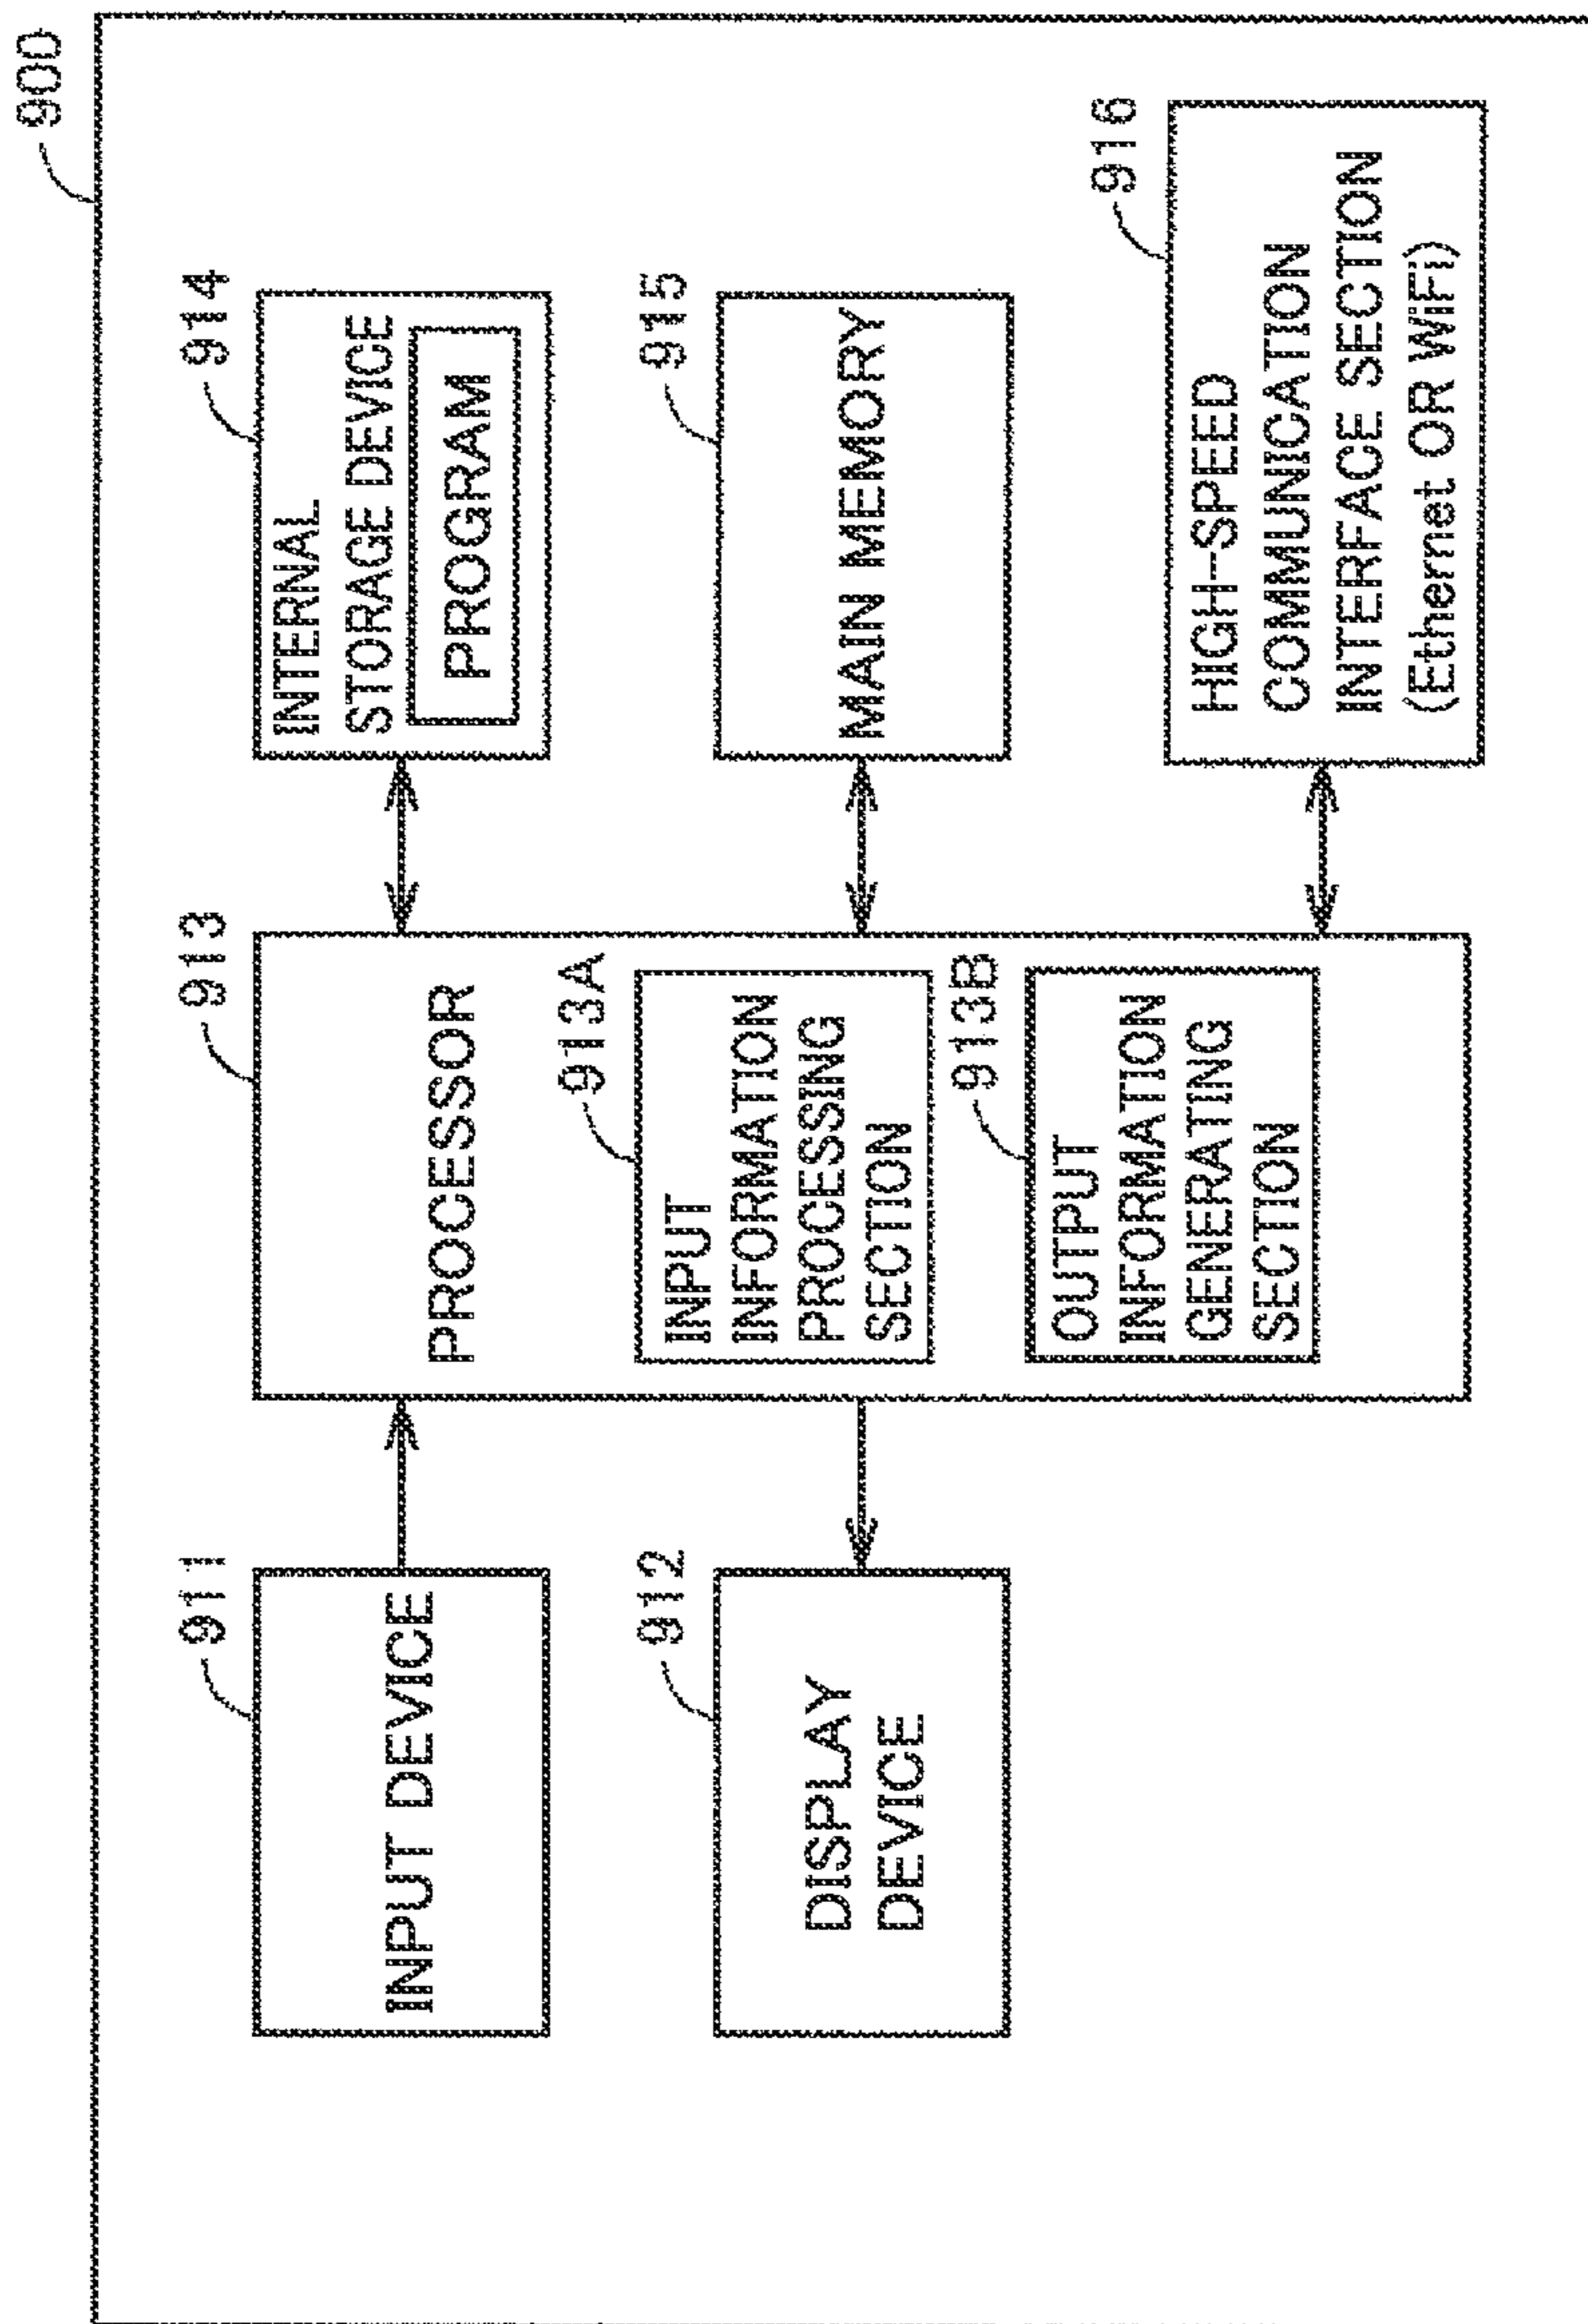 900
911
INPUT DEVICE
912
DISPLAY
DEVICE
913
PROCESSOR
913A
INPUT
INFORMATION
PROCESSING
SECTION
913B
OUTPUT
INFORMATION
GENERATING
SECTION
914
INTERNAL
STORAGE DEVICE
PROGRAM
915
MAIN MEMORY
916
HIGH-SPEED
COMMUNICATION
INTERFACE SECTION
(Ethernet OR WiFi)